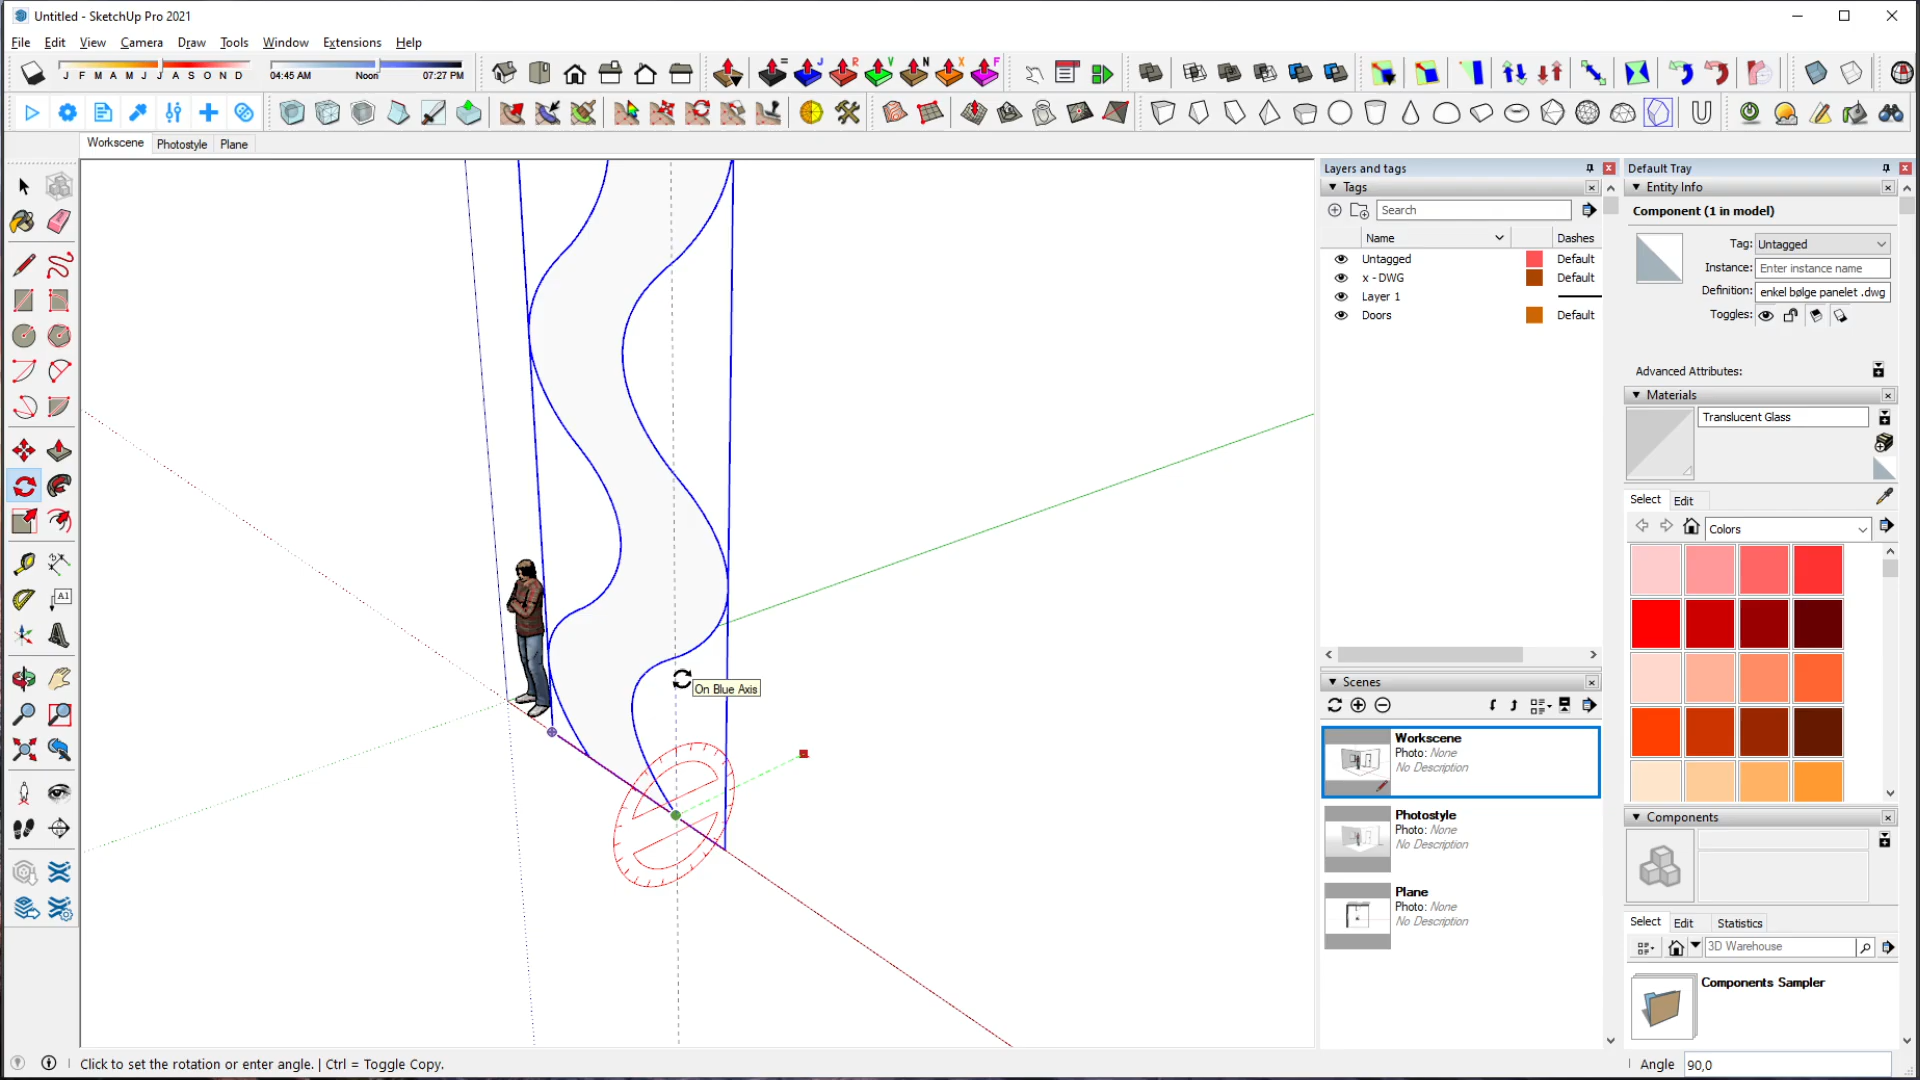 Untitled - SketchUp Pro 2021
File Edit View Camera Draw Tools Window Extensions Help
J F M A M J J A S O N D
04:45 AM Noon 07:27 PM
= J R V N X F
Workscene Photostyle Plane
Layers and tags
Tags
Search
Name Dashes
Untagged Default
x - DWG Default
Layer 1
Doors Default
Scenes
Workscene
Photo: None
No Description
Photostyle
Photo: None
No Description
Plane
Photo: None
No Description
Default Tray
Entity Info
Component (1 in model)
Tag: Untagged
Instance: Enter instance name
Definition: enkel bølge panelet .dwg
Toggles:
Advanced Attributes:
Materials
Translucent Glass
Select Edit
Colors
Components
Select Edit Statistics
3D Warehouse
Components Sampler
A1
On Blue Axis
Click to set the rotation or enter angle. | Ctrl = Toggle Copy.
Angle 90,0